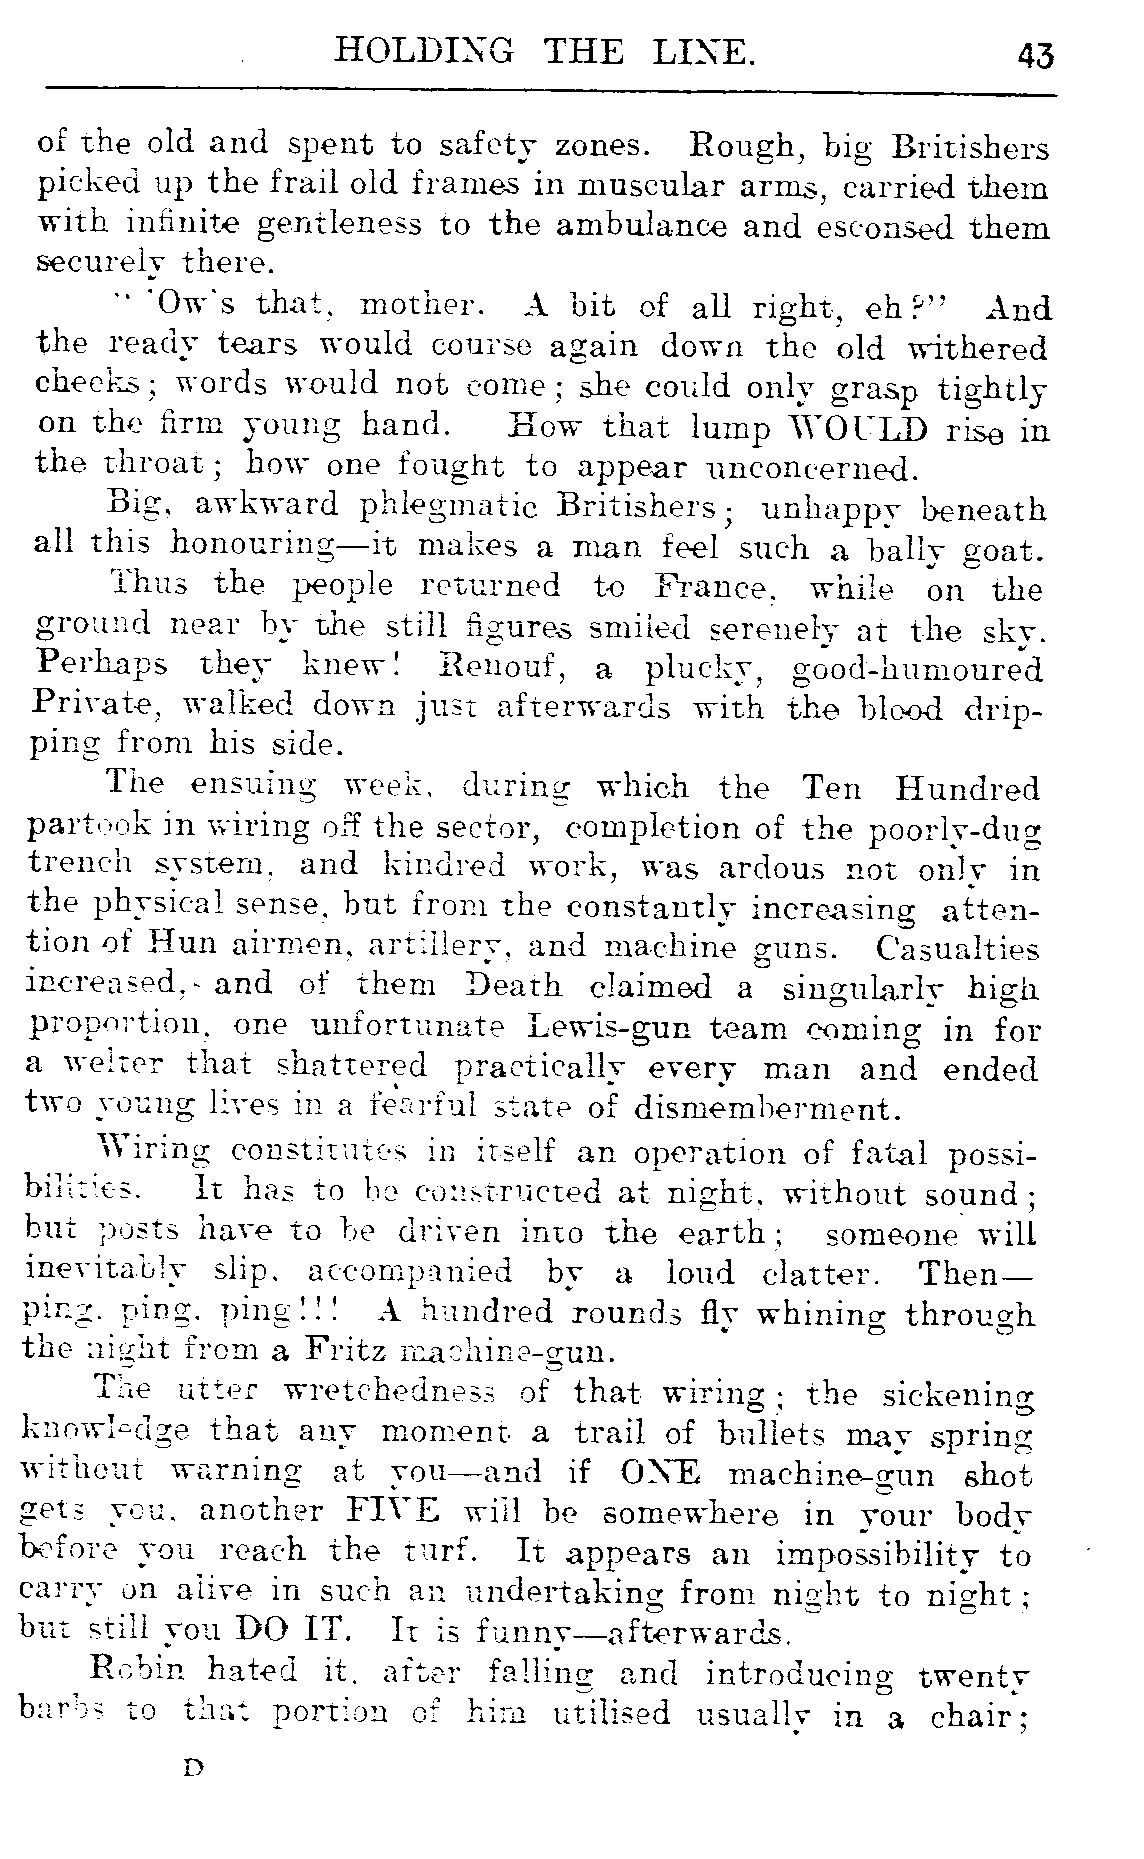 HOLDING THE LINE. 43
of the old and spent to safety zones. Rough, big Britishers
picked up the frail old frames in muscular arms, carried them
with infinite gentleness to the ambulance and esconsed them
securely there.
" 'Ow's that, mother. A bit of all right, eh?" And
the ready tears would course again down the old withered
cheeks; words would not come; she could only grasp tightly
on the firm young hand. How that lump WOULD rise in
the throat; how one fought to appear unconcerned.
Big, awkward phlegmatic Britishers; unhappy beneath
all this honouring—it makes a man feel such a bally goat.
Thus the people returned to France, while on the
ground near by the still figures smiled serenely at the sky.
Perhaps they knew! Renouf, a plucky, good-humoured
Private, walked down just afterwards with the blood drip-
ping from his side.
The ensuing week, during which the Ten Hundred
partook in wiring off the sector, completion of the poorly-dug
trench system, and kindred work, was ardous not only in
the physical sense, but from the constantly increasing atten-
tion of Hun airmen, artillery, and machine guns. Casualties
increased, and of them Death claimed a singularly high
proportion, one unfortunate Lewis-gun team coming in for
a welter that shattered practically every man and ended
two young lives in a fearful state of dismemberment.
Wiring constitutes in itself an operation of fatal possi-
bilities. It has to be constructed at night, without sound;
but posts have to be driven into the earth; someone will
inevitably slip, accompanied by a loud clatter. Then—
ping, ping, ping!!! A hundred rounds fly whining through
the night from a Fritz machine-gun.
The utter wretchedness of that wiring; the sickening
knowledge that any moment a trail of bullets may spring
without warning at you—and if ONE machine-gun shot
gets you, another FIVE will be somewhere in your body
before you reach the turf. It appears an impossibility to
carry on alive in such an undertaking from night to night;
but still you DO IT. It is funny—afterwards.
Robin hated it, after falling and introducing twenty
barbs to that portion of him utilised usually in a chair;
D